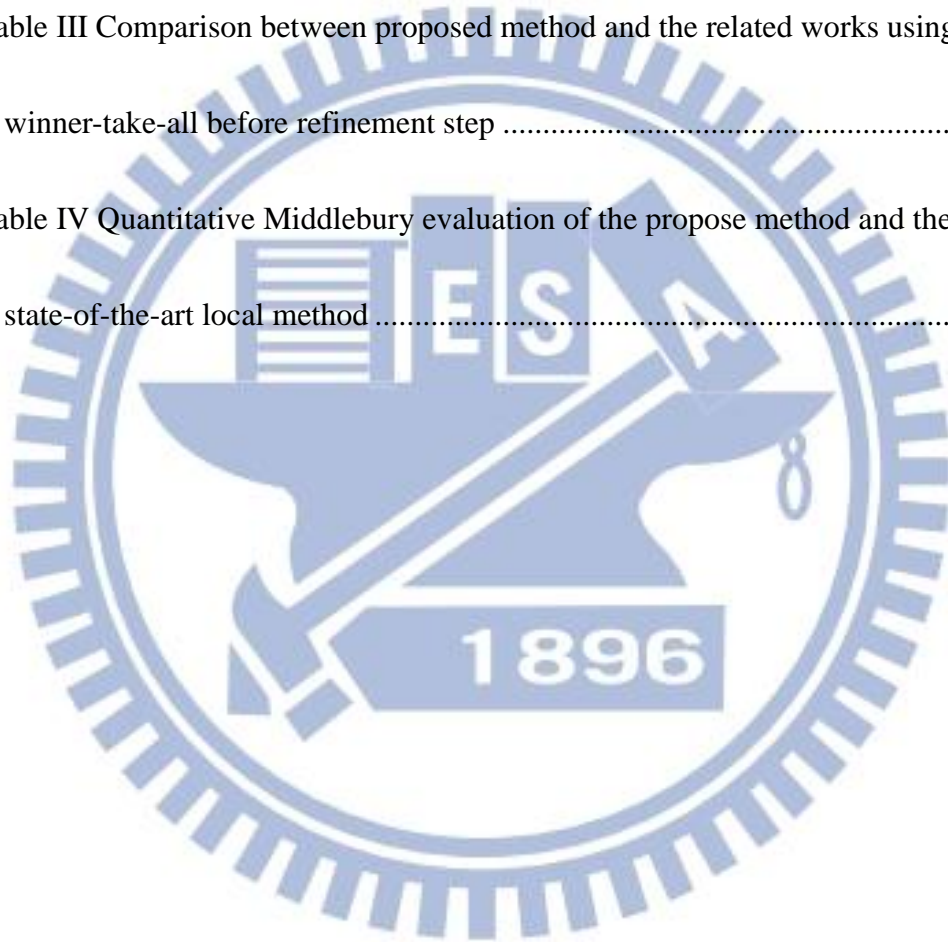 able III Comparison between proposed method and the related works using
winner-take-all before refinement step ................................................................................
able IV Quantitative Middlebury evaluation of the propose method and the
state-of-the-art local method ................................................................................
E S A
8
1896